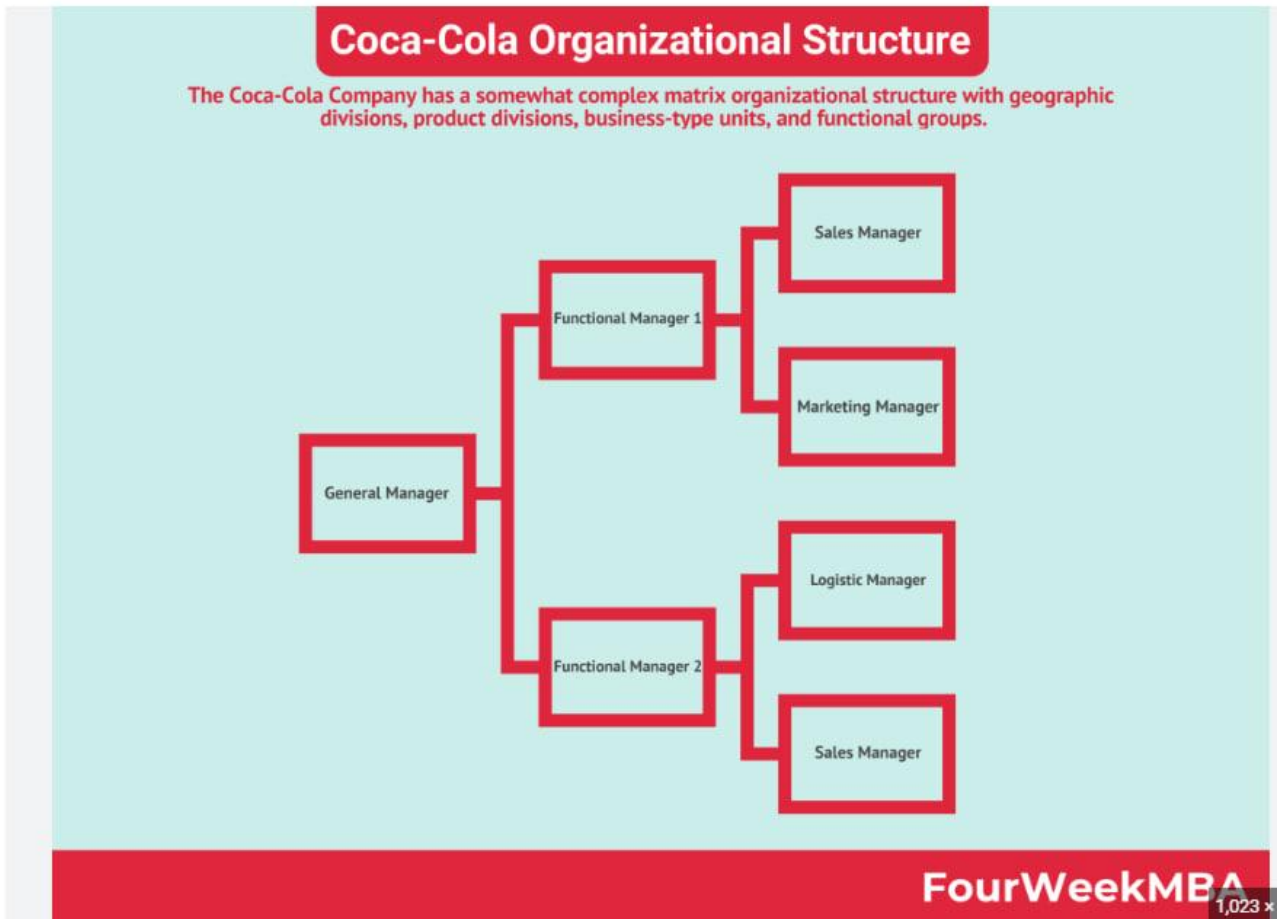 Coca-Cola Organizational Structure
The Coca-Cola Company has a somewhat complex matrix organizational structure with geographic
divisions, product divisions, business-type units, and functional groups.
Sales Manager
Functional Manager 1
Marketing Manager
General Manager
Logistic Manager
Functional Manager 2
Sales Manager
FourWeekMBA
1,023 ×